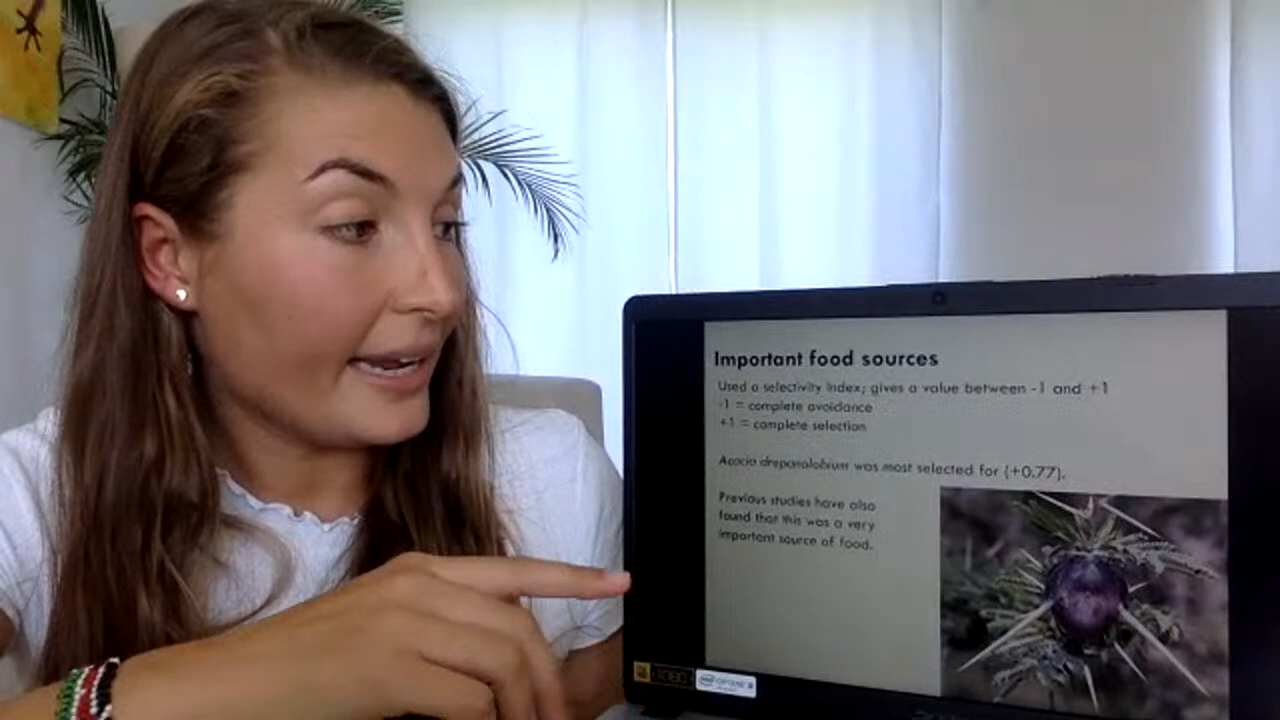 Important food sources
Used a selectivity index; gives a value between -1 and +1
-1 = complete avoidance
+1 = complete selection
Acacia drepanolobium was most selected for (+0.77).
Previous studies have also
found that this was a very
important source of food.
1080
intel